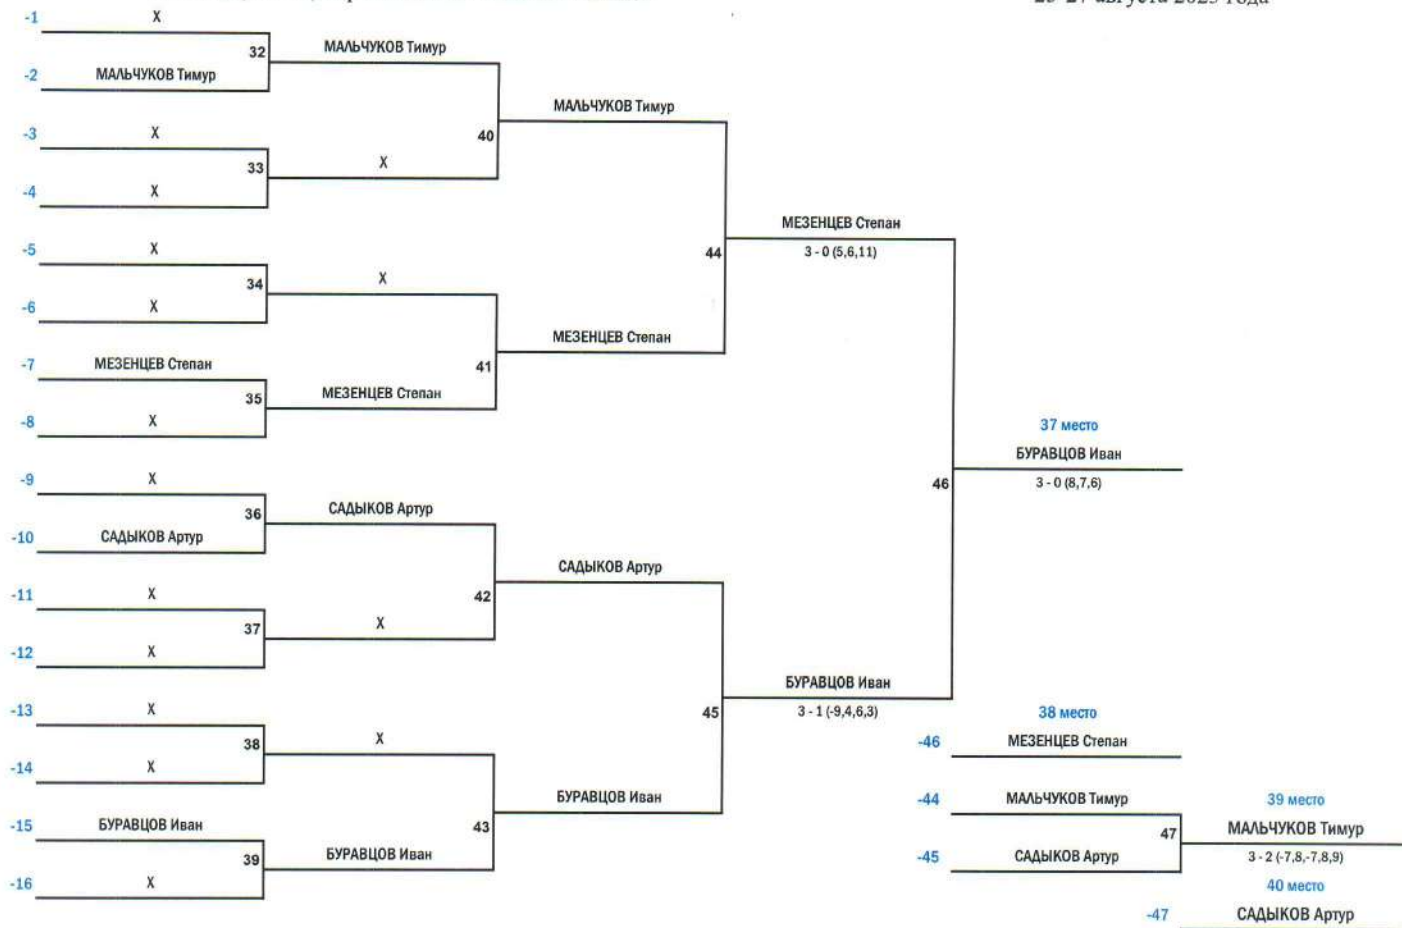 25-27 августа 2023 года
-1 X
32
МАЛЬЧУКОВ Тимур
-2 МАЛЬЧУКОВ Тимур
МАЛЬЧУКОВ Тимур
-3 X
40
33
X
-4 X
МЕЗЕНЦЕВ Степан
3 - 0 (5,6,11)
44
-5 X
34
X
-6 X
МЕЗЕНЦЕВ Степан
-7 МЕЗЕНЦЕВ Степан
41
35
МЕЗЕНЦЕВ Степан
-8 X
37 место
БУРАВЦОВ Иван
3 - 0 (8,7,6)
46
-9 X
36
САДЫКОВ Артур
-10 САДЫКОВ Артур
САДЫКОВ Артур
-11 X
42
37
X
-12 X
БУРАВЦОВ Иван
3 - 1 (-9,4,6,3)
45
-13 X
38
X
-14 X
БУРАВЦОВ Иван
-15 БУРАВЦОВ Иван
43
39
БУРАВЦОВ Иван
-16 X
38 место
-46 МЕЗЕНЦЕВ Степан
-44 МАЛЬЧУКОВ Тимур
39 место
47
МАЛЬЧУКОВ Тимур
3 - 2 (-7,8,-7,8,9)
-45 САДЫКОВ Артур
40 место
-47 САДЫКОВ Артур